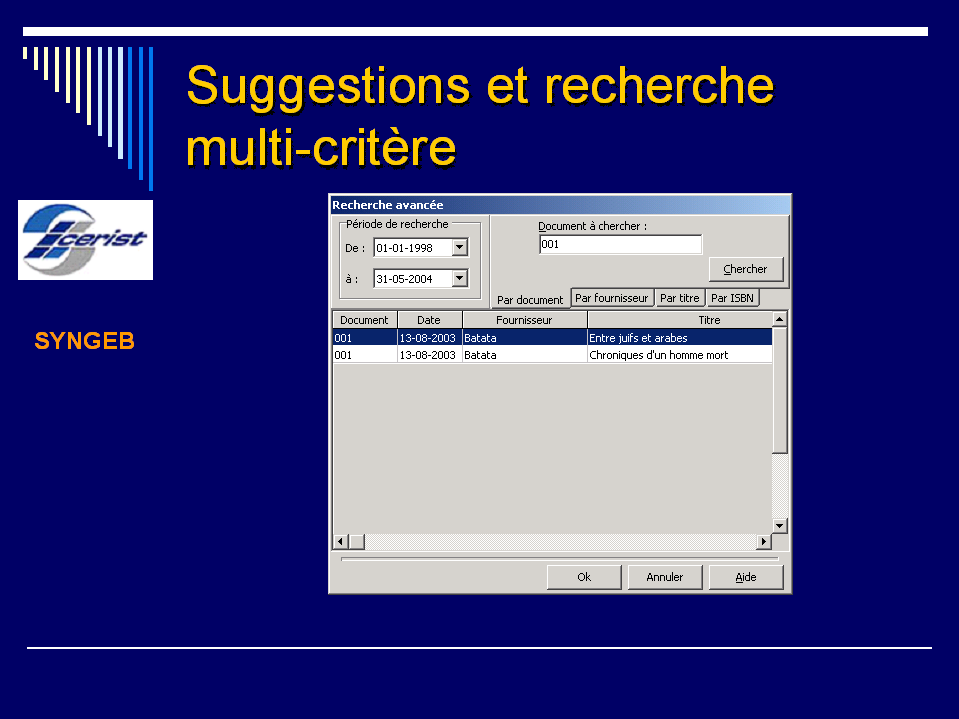 Suggestions et recherche
multi-critère
cerist
SYNGEB
Recherche avancée
Période de recherche
De : 01-01-1998
à : 31-05-2004
Document à chercher :
001
Chercher
Par document Par fournisseur Par titre Par ISBN
Document Date Fournisseur Titre
001 13-08-2003 Batata Entre juifs et arabes
001 13-08-2003 Batata Chroniques d'un homme mort
Ok Annuler Aide